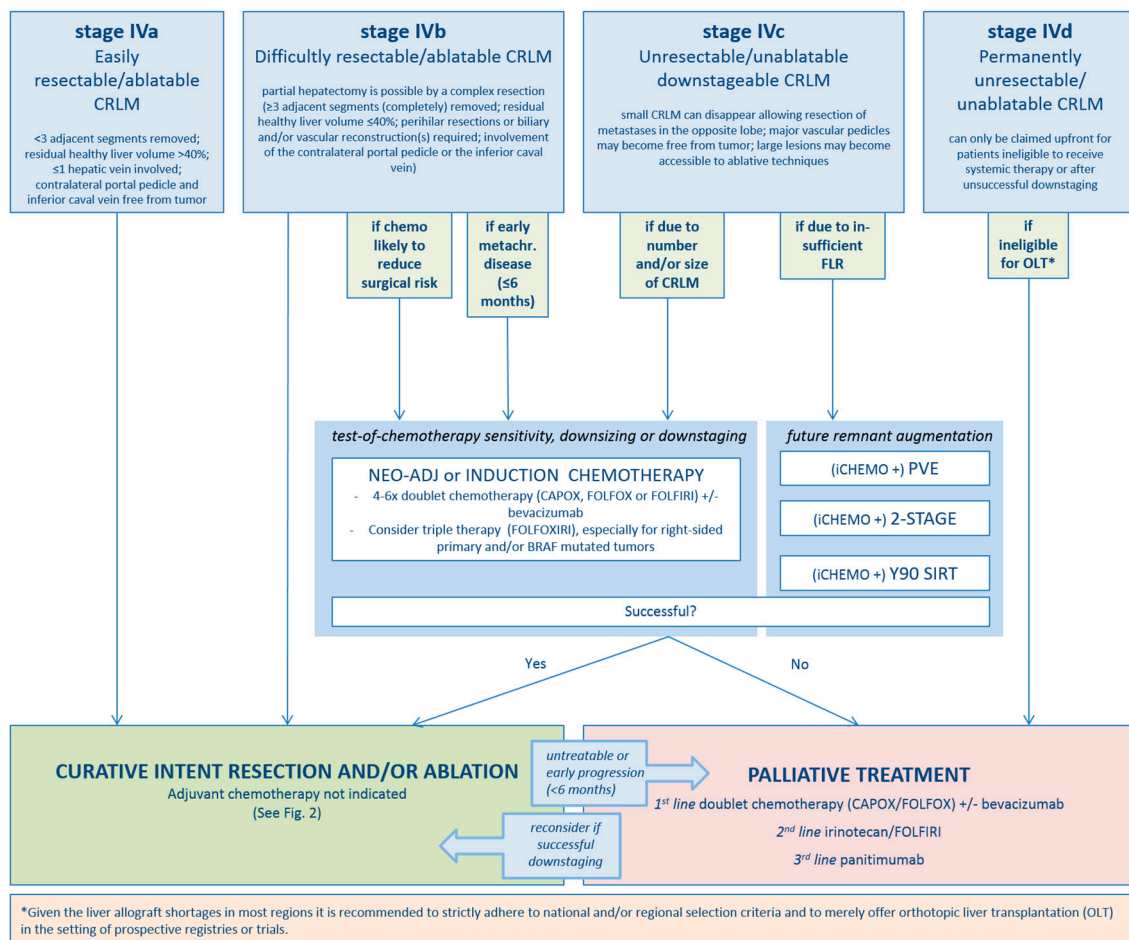 stage IVa
Easily
resectable/ablatable
CRLM
<3 adjacent segments removed;
residual healthy liver volume >40%;
≤1 hepatic vein involved;
contralateral portal pedicle and
inferior caval vein free from tumor
stage IVb
Difficultly resectable/ablatable CRLM
partial hepatectomy is possible by a complex resection
(≥3 adjacent segments (completely) removed; residual
healthy liver volume ≤40%; perihilar resections or biliary
and/or vascular reconstruction(s) required; involvement
of the contralateral portal pedicle or the inferior caval
vein)
stage IVc
Unresectable/unablatable
downstageable CRLM
small CRLM can disappear allowing resection of
metastases in the opposite lobe; major vascular pedicles
may become free from tumor; large lesions may become
accessible to ablative techniques
stage IVd
Permanently
unresectable/
unablatable CRLM
can only be claimed upfront for
patients ineligible to receive
systemic therapy or after
unsuccessful downstaging
if chemo
likely to
reduce
surgical risk
if early
metachr.
disease
(≤6
months)
if due to
number
and/or size
of CRLM
if due to in-
sufficient
FLR
if
ineligible
for OLT*
test-of-chemotherapy sensitivity, downsizing or downstaging
NEO-ADJ or INDUCTION CHEMOTHERAPY
- 4-6x doublet chemotherapy (CAPOX, FOLFOX or FOLFIRI) +/-
bevacizumab
- Consider triple therapy (FOLFOXIRI), especially for right-sided
primary and/or BRAF mutated tumors
future remnant augmentation
(iCHEMO +) PVE
(iCHEMO +) 2-STAGE
(iCHEMO +) Y90 SIRT
Successful?
Yes
No
CURATIVE INTENT RESECTION AND/OR ABLATION
Adjuvant chemotherapy not indicated
(See Fig. 2)
untreatable or
early progression
(<6 months)
reconsider if
successful
downstaging
PALLIATIVE TREATMENT
1st line doublet chemotherapy (CAPOX/FOLFOX) +/- bevacizumab
2nd line irinotecan/FOLFIRI
3rd line panitimumab
*Given the liver allograft shortages in most regions it is recommended to strictly adhere to national and/or regional selection criteria and to merely offer orthotopic liver transplantation (OLT)
in the setting of prospective registries or trials.